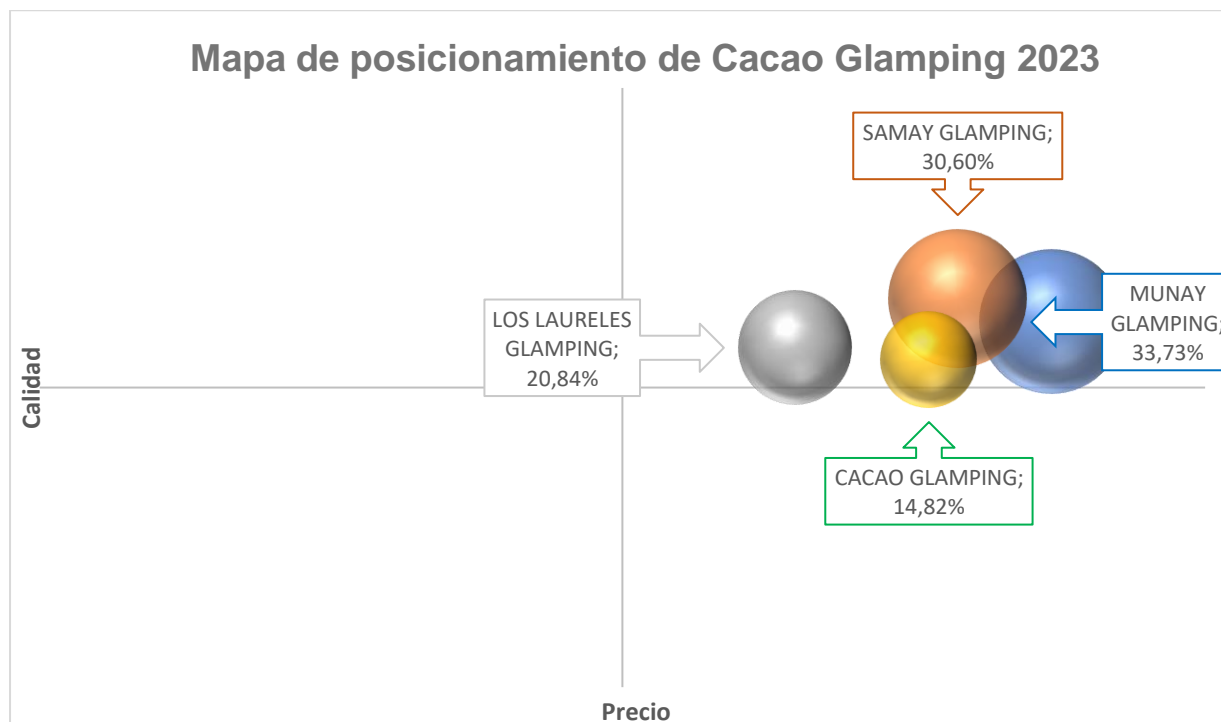 Mapa de posicionamiento de Cacao Glamping 2023
SAMAY GLAMPING;
30,60%
MUNAY
GLAMPING;
33,73%
LOS LAURELES
GLAMPING;
20,84%
CACAO GLAMPING;
14,82%
Calidad
Precio